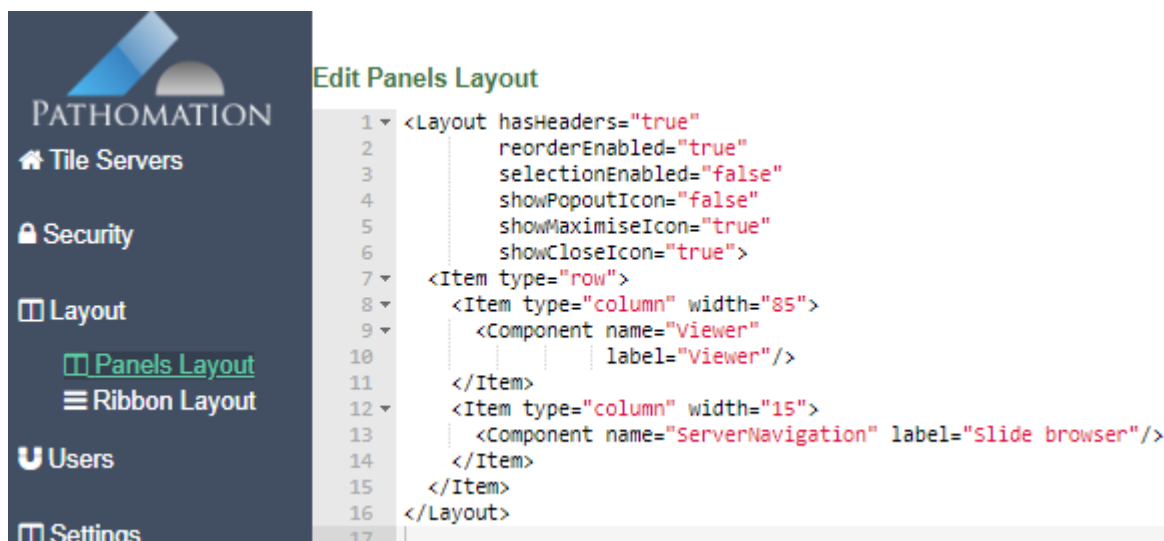 PATHOMATION
Tile Servers
Security
Layout
Panels Layout
Ribbon Layout
Users
Settings
Edit Panels Layout
1 <Layout hasHeaders="true"
2 reorderEnabled="true"
3 selectionEnabled="false"
4 showPopoutIcon="false"
5 showMaximiseIcon="true"
6 showCloseIcon="true">
7 <Item type="row">
8 <Item type="column" width="85">
9 <Component name="Viewer"
10 label="Viewer"/>
11 </Item>
12 <Item type="column" width="15">
13 <Component name="ServerNavigation" label="Slide browser"/>
14 </Item>
15 </Item>
16 </Layout>
17